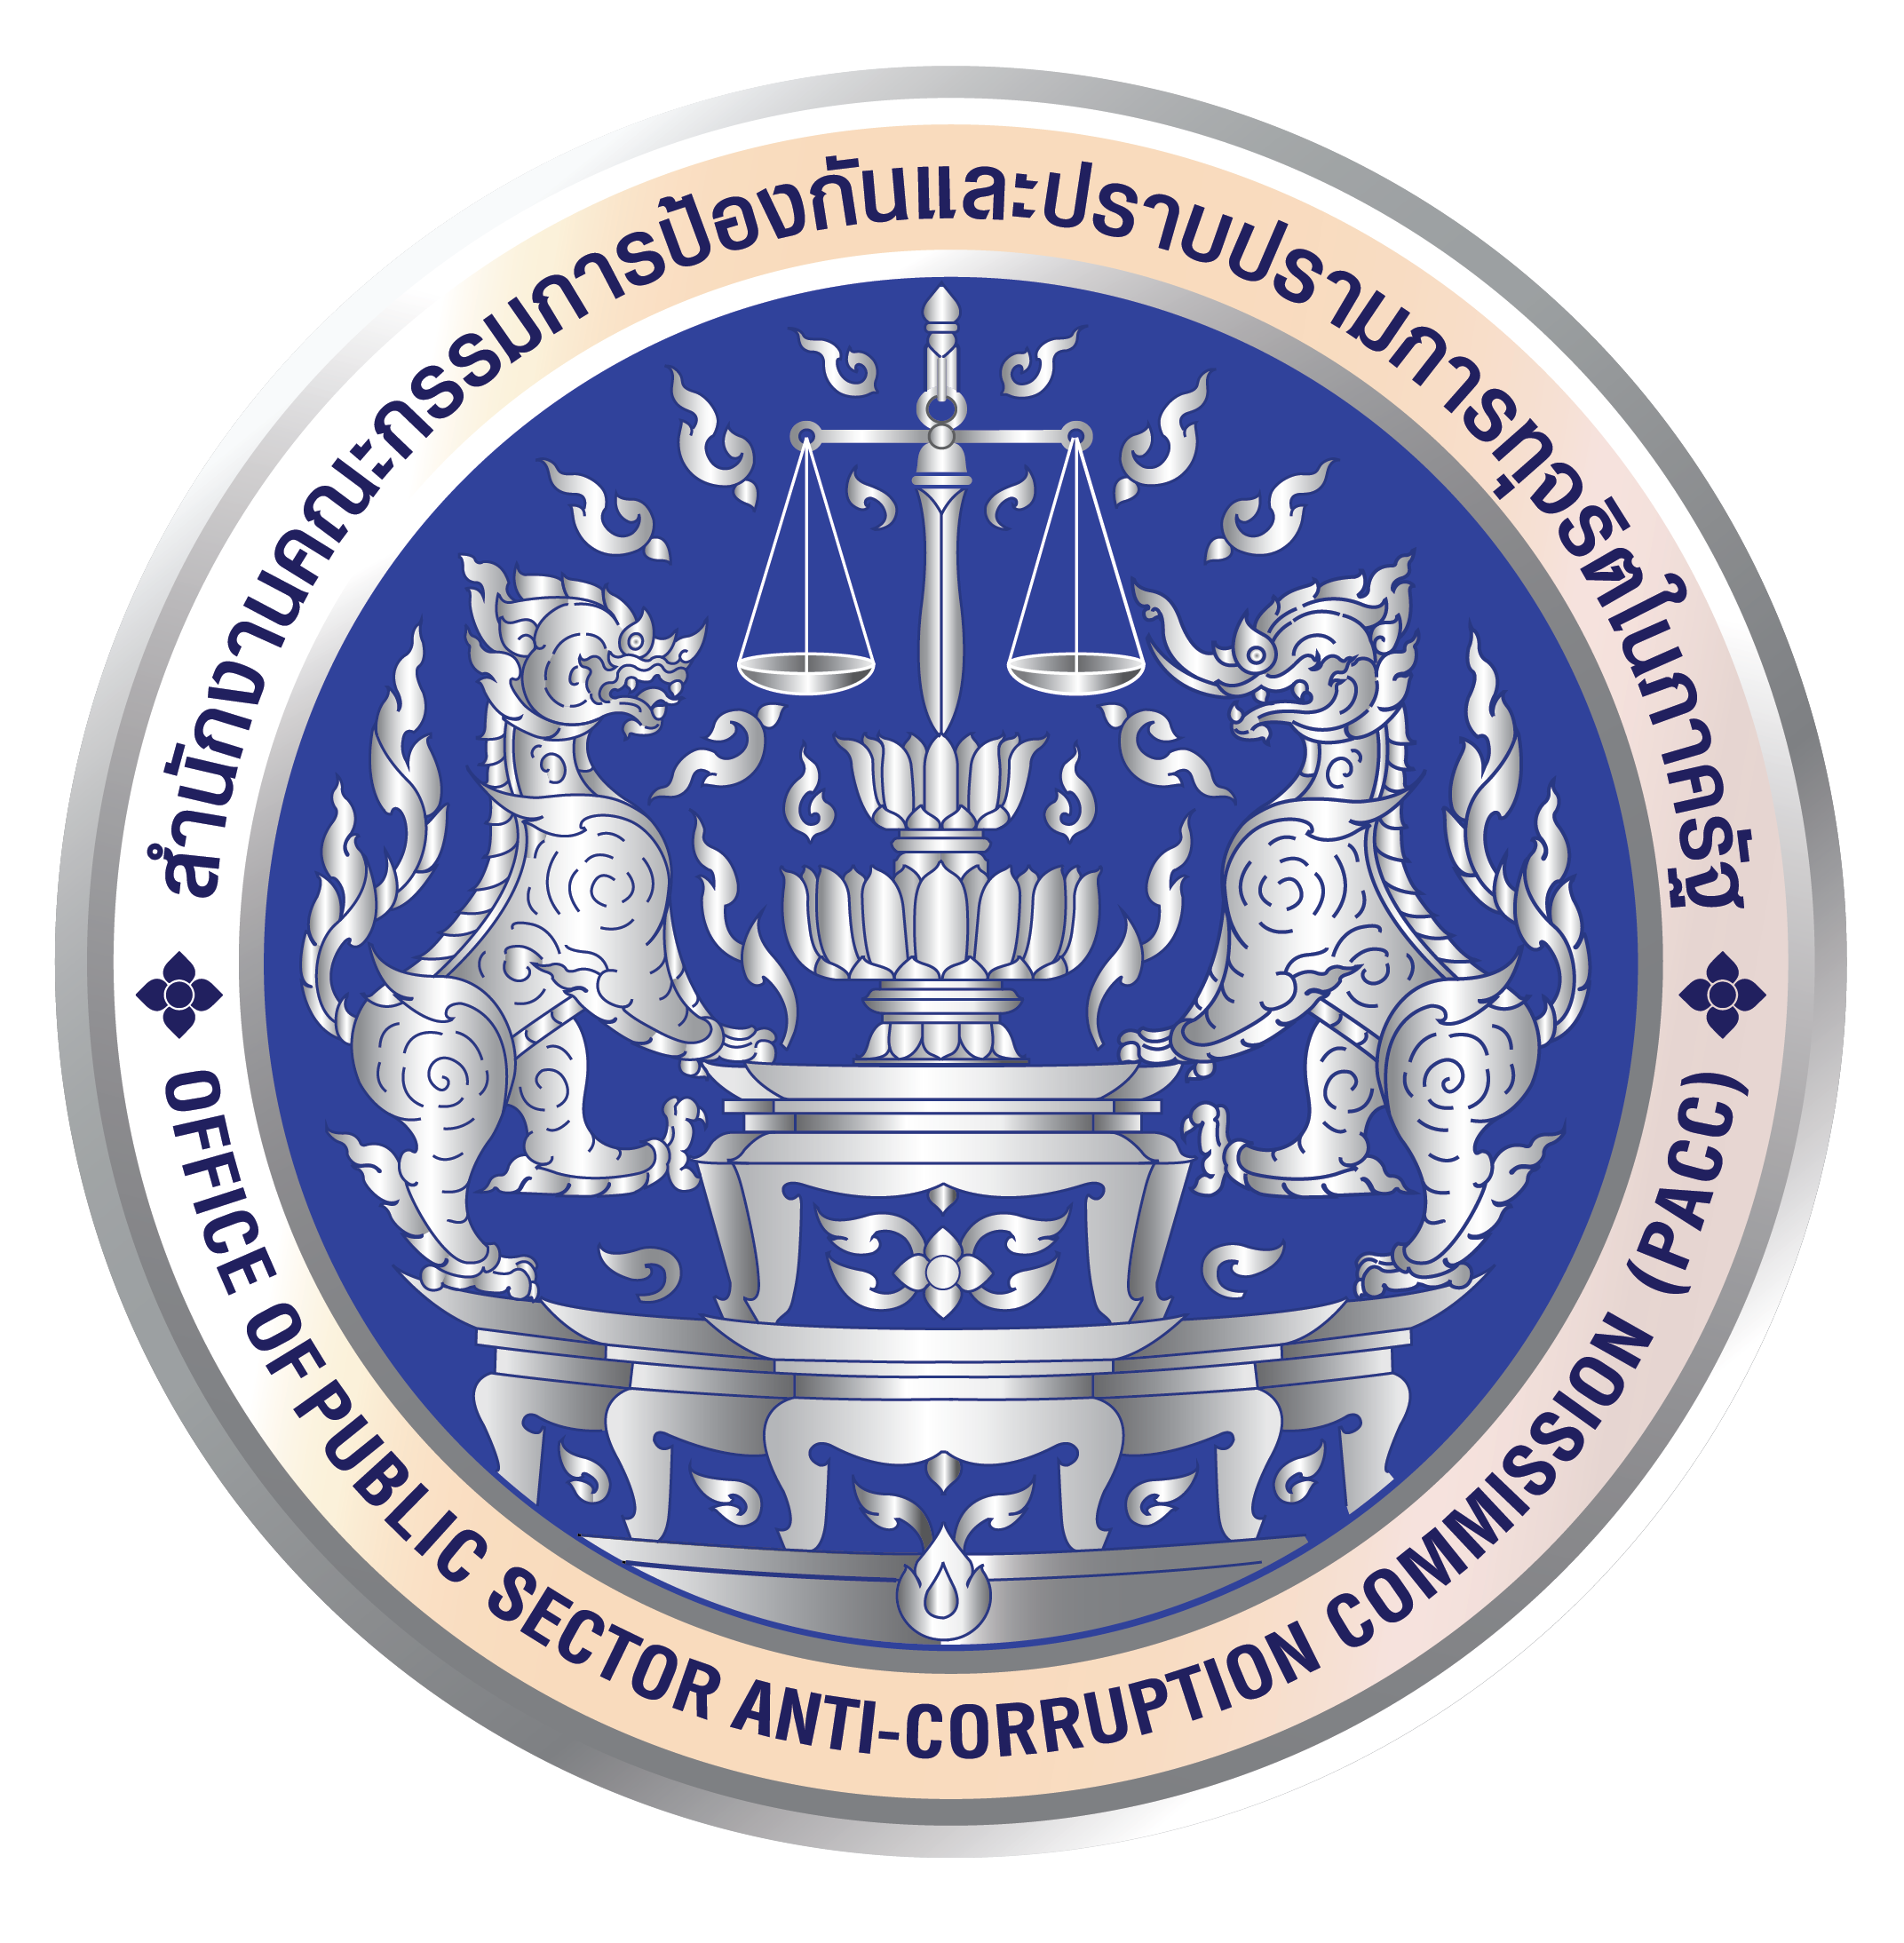 สำนักงานคณะกรรมการป้องกันและปราบปรามการทุจริตในภาครัฐ
OFFICE OF PUBLIC SECTOR ANTI-CORRUPTION COMMISSION (PACC)